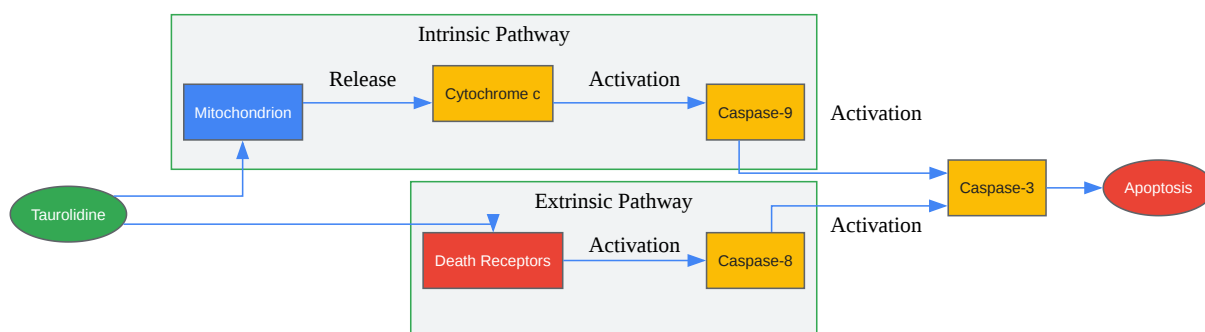 Intrinsic Pathway
Release
Activation
Mitochondrion
Cytochrome c
Caspase-9
Activation
Taurolidine
Extrinsic Pathway
Death Receptors
Activation
Caspase-8
Activation
Caspase-3
Apoptosis